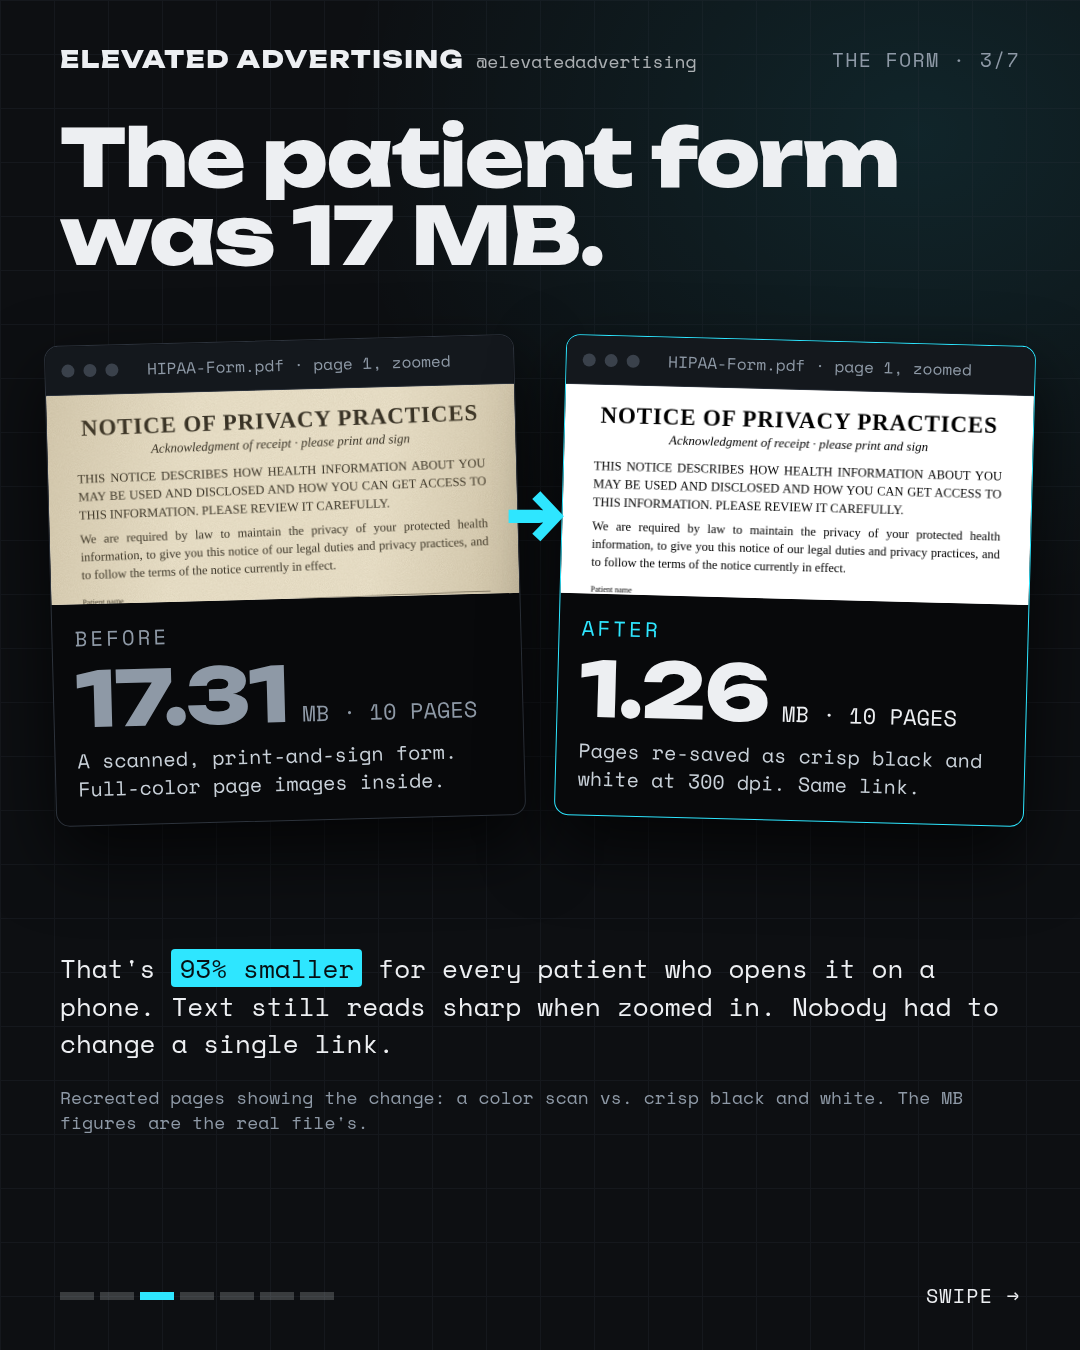 ELEVATED ADVERTISING @elevatedadvertising
THE FORM · 3/7
The patient form
was 17 MB.
HIPAA-Form.pdf · page 1, zoomed
NOTICE OF PRIVACY PRACTICES
Acknowledgment of receipt · please print and sign
THIS NOTICE DESCRIBES HOW HEALTH INFORMATION ABOUT YOU
MAY BE USED AND DISCLOSED AND HOW YOU CAN GET ACCESS TO
THIS INFORMATION. PLEASE REVIEW IT CAREFULLY.
We are required by law to maintain the privacy of your protected health
information, to give you this notice of our legal duties and privacy practices, and
to follow the terms of the notice currently in effect.
Patient name
BEFORE
17.31 MB · 10 PAGES
A scanned, print-and-sign form.
Full-color page images inside.
HIPAA-Form.pdf · page 1, zoomed
NOTICE OF PRIVACY PRACTICES
Acknowledgment of receipt · please print and sign
THIS NOTICE DESCRIBES HOW HEALTH INFORMATION ABOUT YOU
MAY BE USED AND DISCLOSED AND HOW YOU CAN GET ACCESS TO
THIS INFORMATION. PLEASE REVIEW IT CAREFULLY.
We are required by law to maintain the privacy of your protected health
information, to give you this notice of our legal duties and privacy practices, and
to follow the terms of the notice currently in effect.
Patient name
AFTER
1.26 MB · 10 PAGES
Pages re-saved as crisp black and
white at 300 dpi. Same link.
That's 93% smaller for every patient who opens it on a
phone. Text still reads sharp when zoomed in. Nobody had to
change a single link.
Recreated pages showing the change: a color scan vs. crisp black and white. The MB
figures are the real file's.
SWIPE →